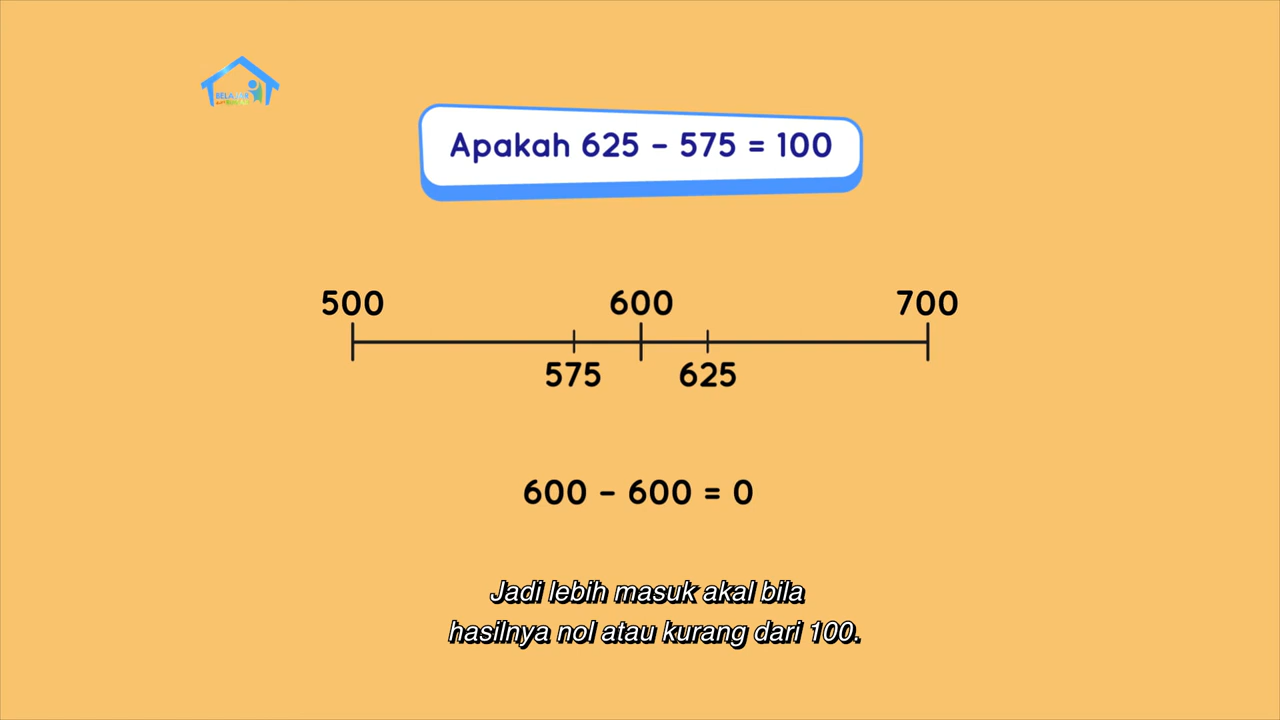 BELAJAR
Apakah 625 – 575 = 100
500 600 700
575 625
600 – 600 = 0
Jadi lebih masuk akal bila
hasilnya nol atau kurang dari 100.